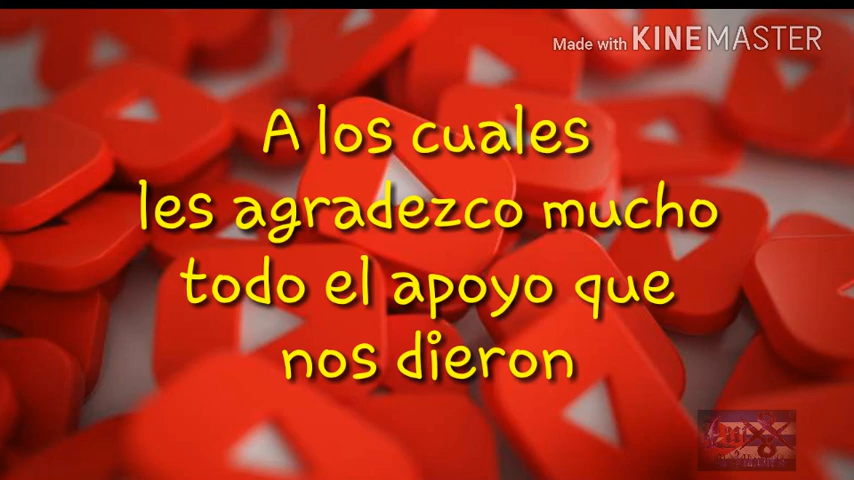 Made with KINEMASTER
A los cuales
les agradezco mucho
todo el apoyo que
nos dieron